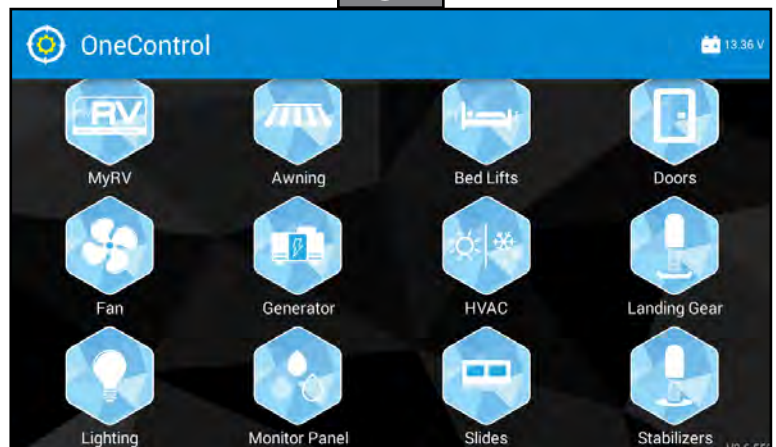 OneControl
13.36 V
RV
MyRV
Awning
Bed Lifts
Doors
Fan
Generator
HVAC
Landing Gear
Lighting
Monitor Panel
Slides
Stabilizers